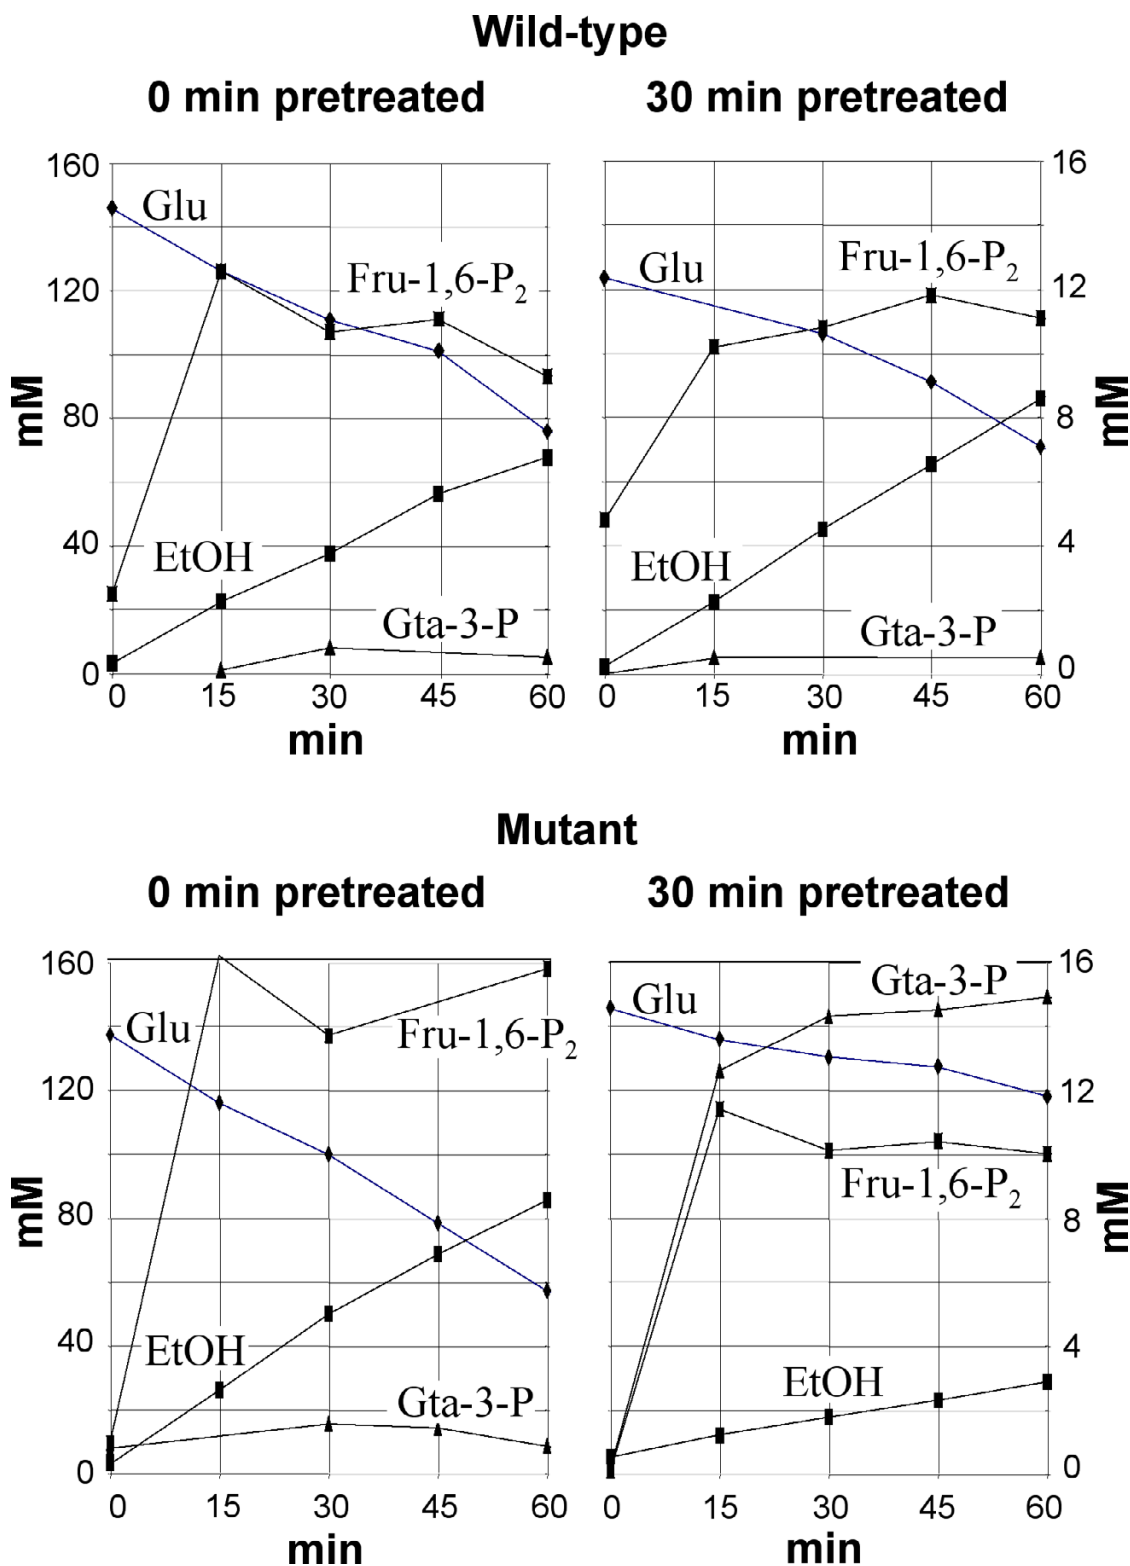 Wild-type
0 min pretreated
30 min pretreated
160
120
80
40
0
mM
Glu
Fru-1,6-P2
EtOH
Gta-3-P
0 15 30 45 60
min
Glu
Fru-1,6-P2
EtOH
Gta-3-P
16
12
8
4
0
mM
0 15 30 45 60
min
Mutant
0 min pretreated
30 min pretreated
160
120
80
40
0
mM
Glu
Fru-1,6-P2
EtOH
Gta-3-P
0 15 30 45 60
min
Gta-3-P
Glu
Fru-1,6-P2
EtOH
16
12
8
4
0
mM
0 15 30 45 60
min